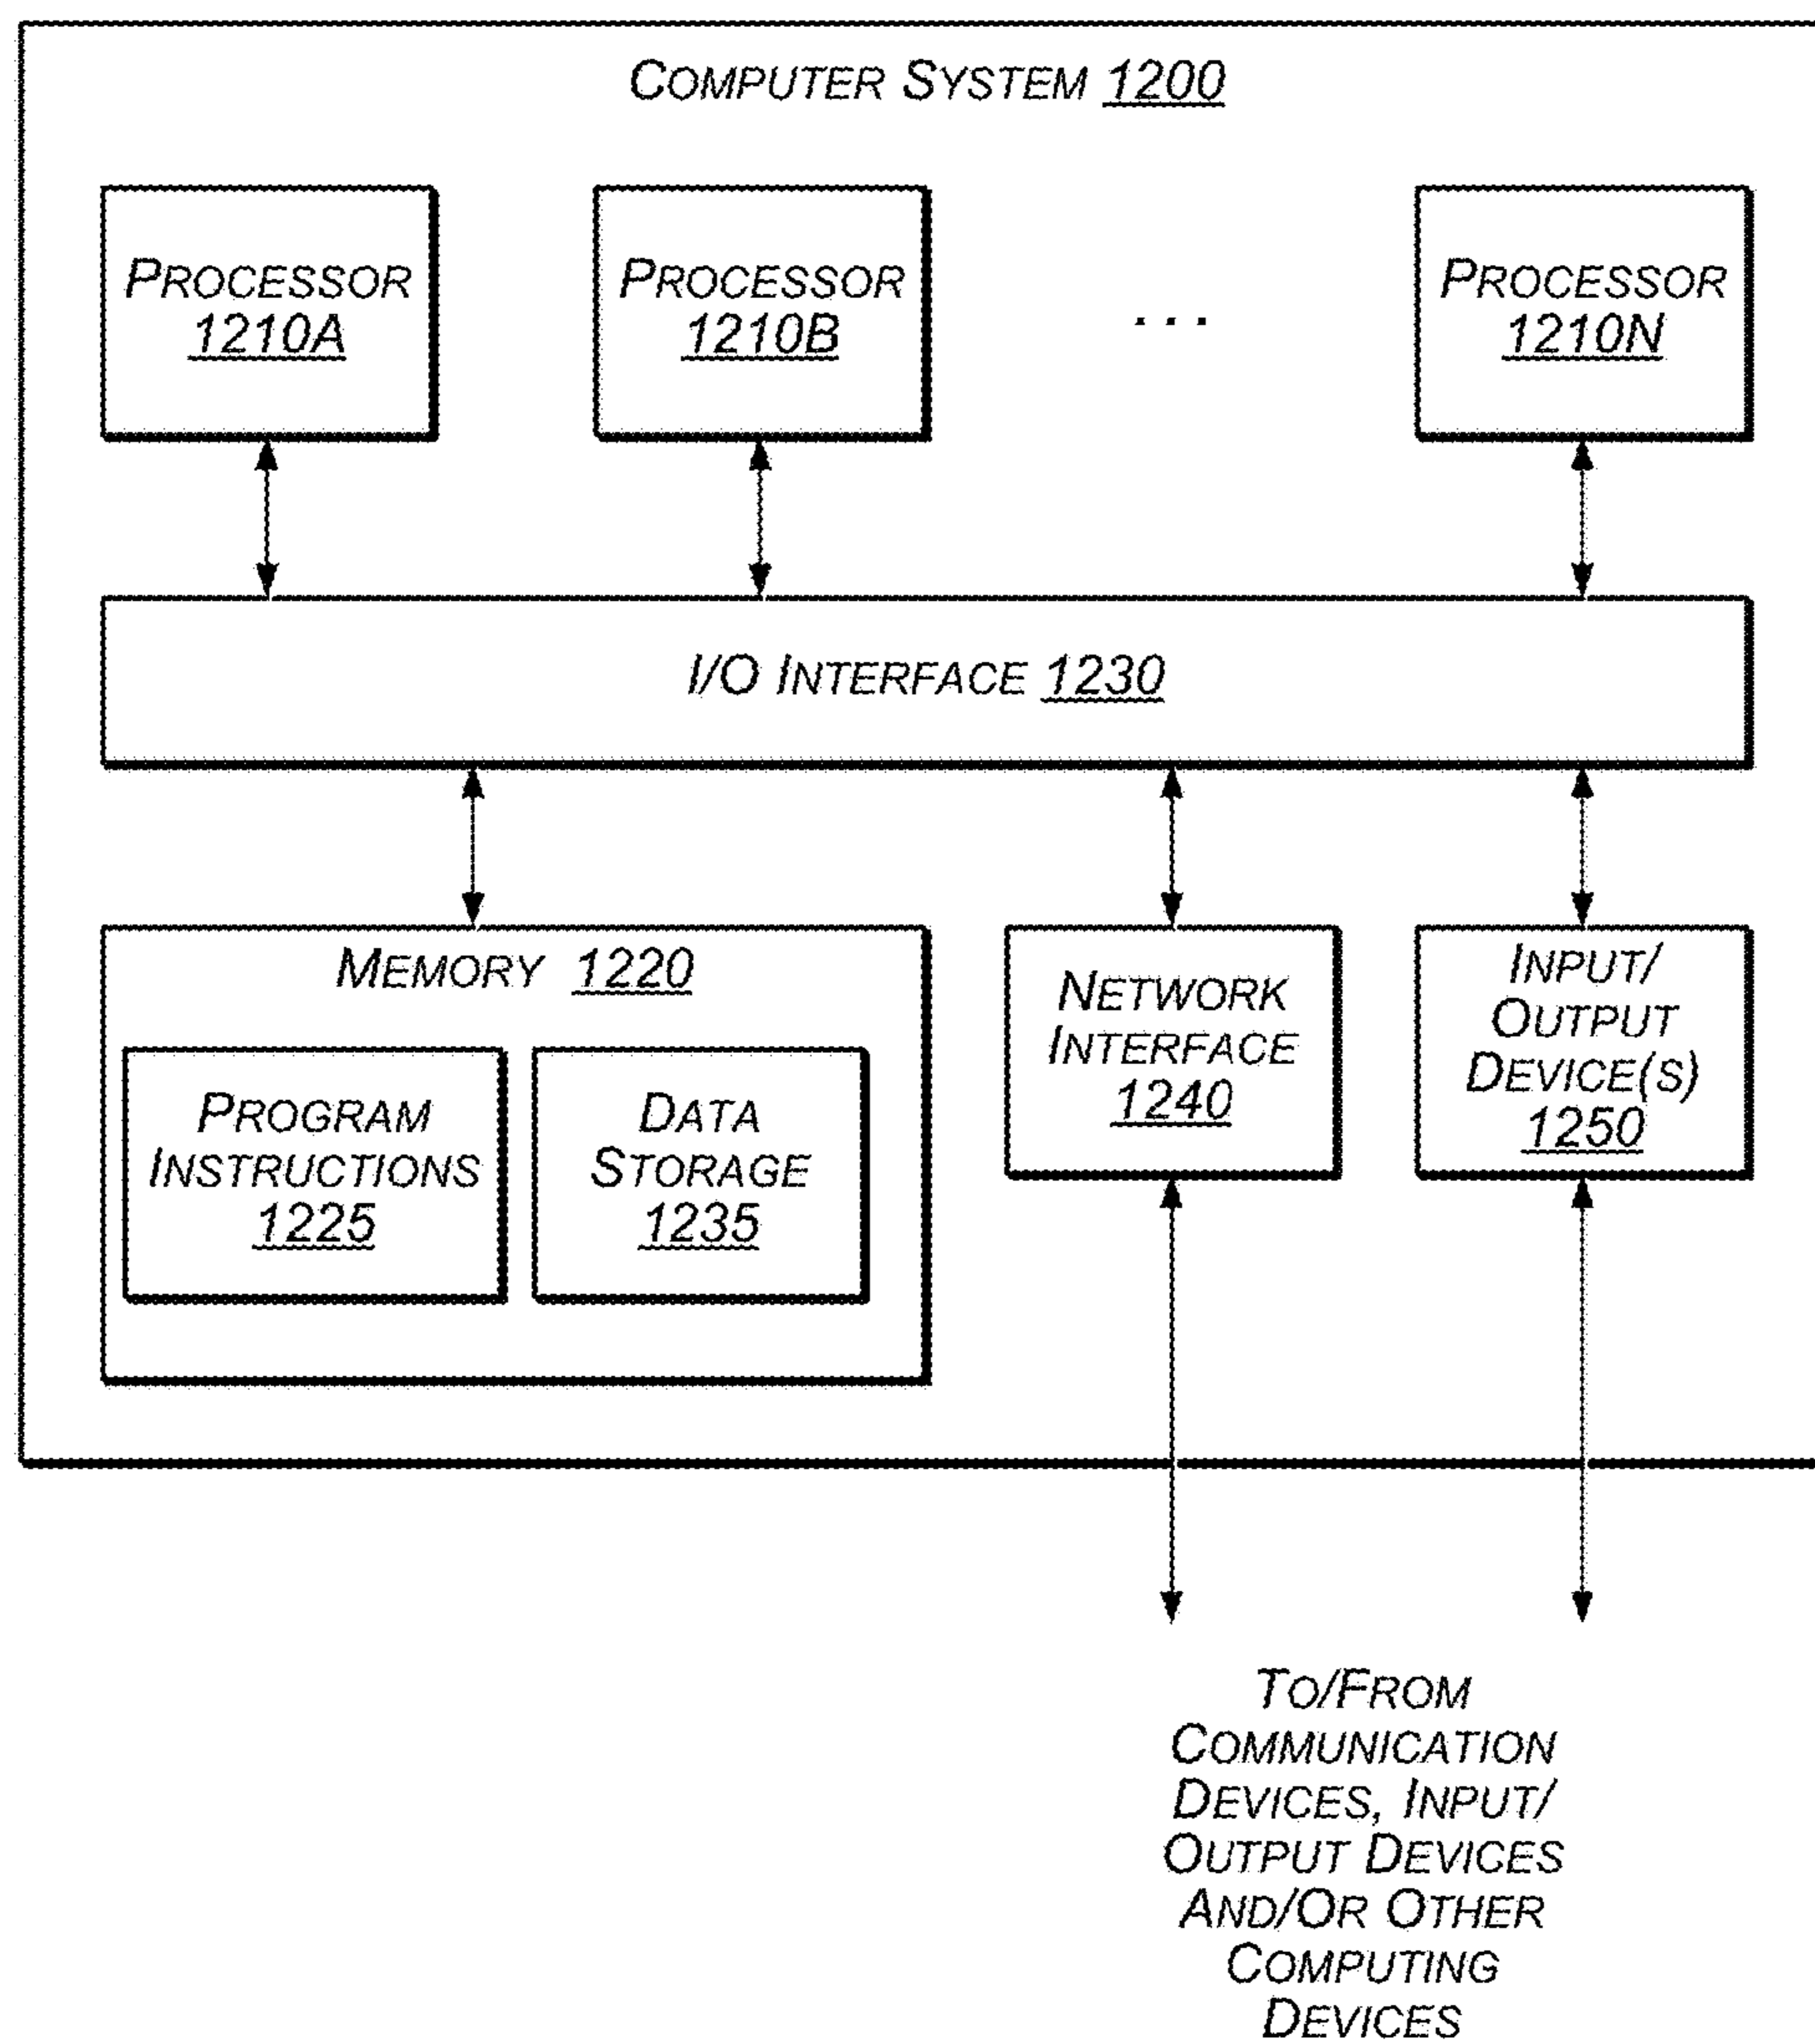 COMPUTER SYSTEM 1200
PROCESSOR
1210A
PROCESSOR
1210B
. . .
PROCESSOR
1210N
I/O INTERFACE 1230
MEMORY 1220
PROGRAM
INSTRUCTIONS
1225
DATA
STORAGE
1235
NETWORK
INTERFACE
1240
INPUT/
OUTPUT
DEVICE(S)
1250
TO/FROM
COMMUNICATION
DEVICES, INPUT/
OUTPUT DEVICES
AND/OR OTHER
COMPUTING
DEVICES